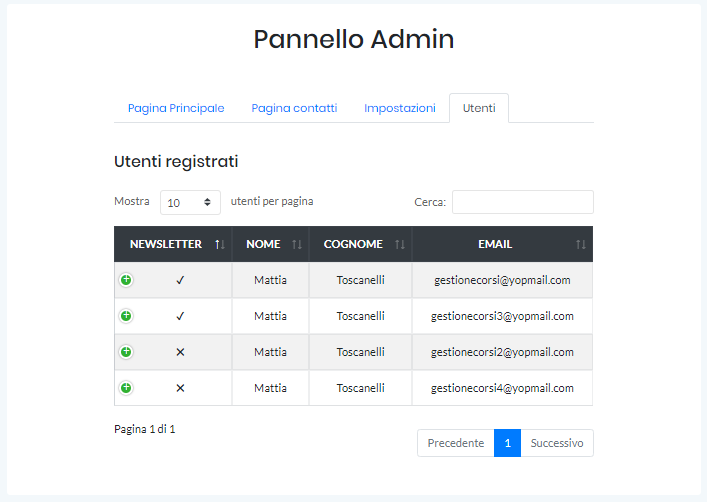 Pannello Admin
Pagina Principale Pagina contatti Impostazioni Utenti
Utenti registrati
Mostra 10 utenti per pagina Cerca:
NEWSLETTER NOME COGNOME EMAIL
✓ Mattia Toscanelli gestionecorsi@yopmail.com
✓ Mattia Toscanelli gestionecorsi3@yopmail.com
✕ Mattia Toscanelli gestionecorsi2@yopmail.com
✕ Mattia Toscanelli gestionecorsi4@yopmail.com
Pagina 1 di 1
Precedente 1 Successivo